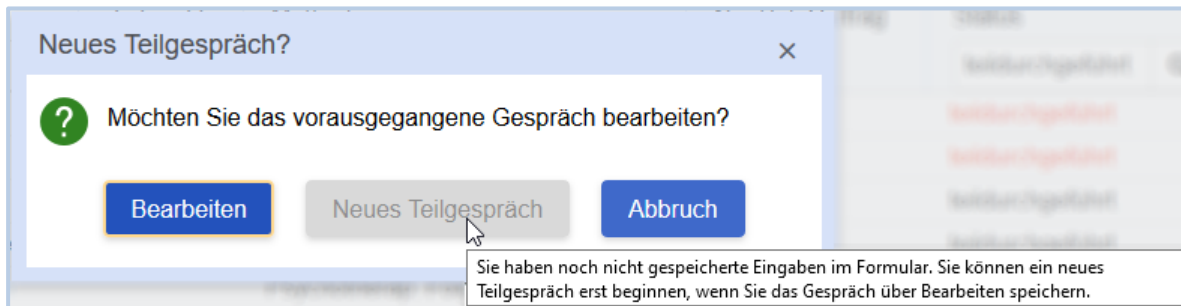 Neues Teilgespräch?
×
Möchten Sie das vorausgegangene Gespräch bearbeiten?
Bearbeiten
Neues Teilgespräch
Abbruch
Sie haben noch nicht gespeicherte Eingaben im Formular. Sie können ein neues
Teilgespräch erst beginnen, wenn Sie das Gespräch über Bearbeiten speichern.